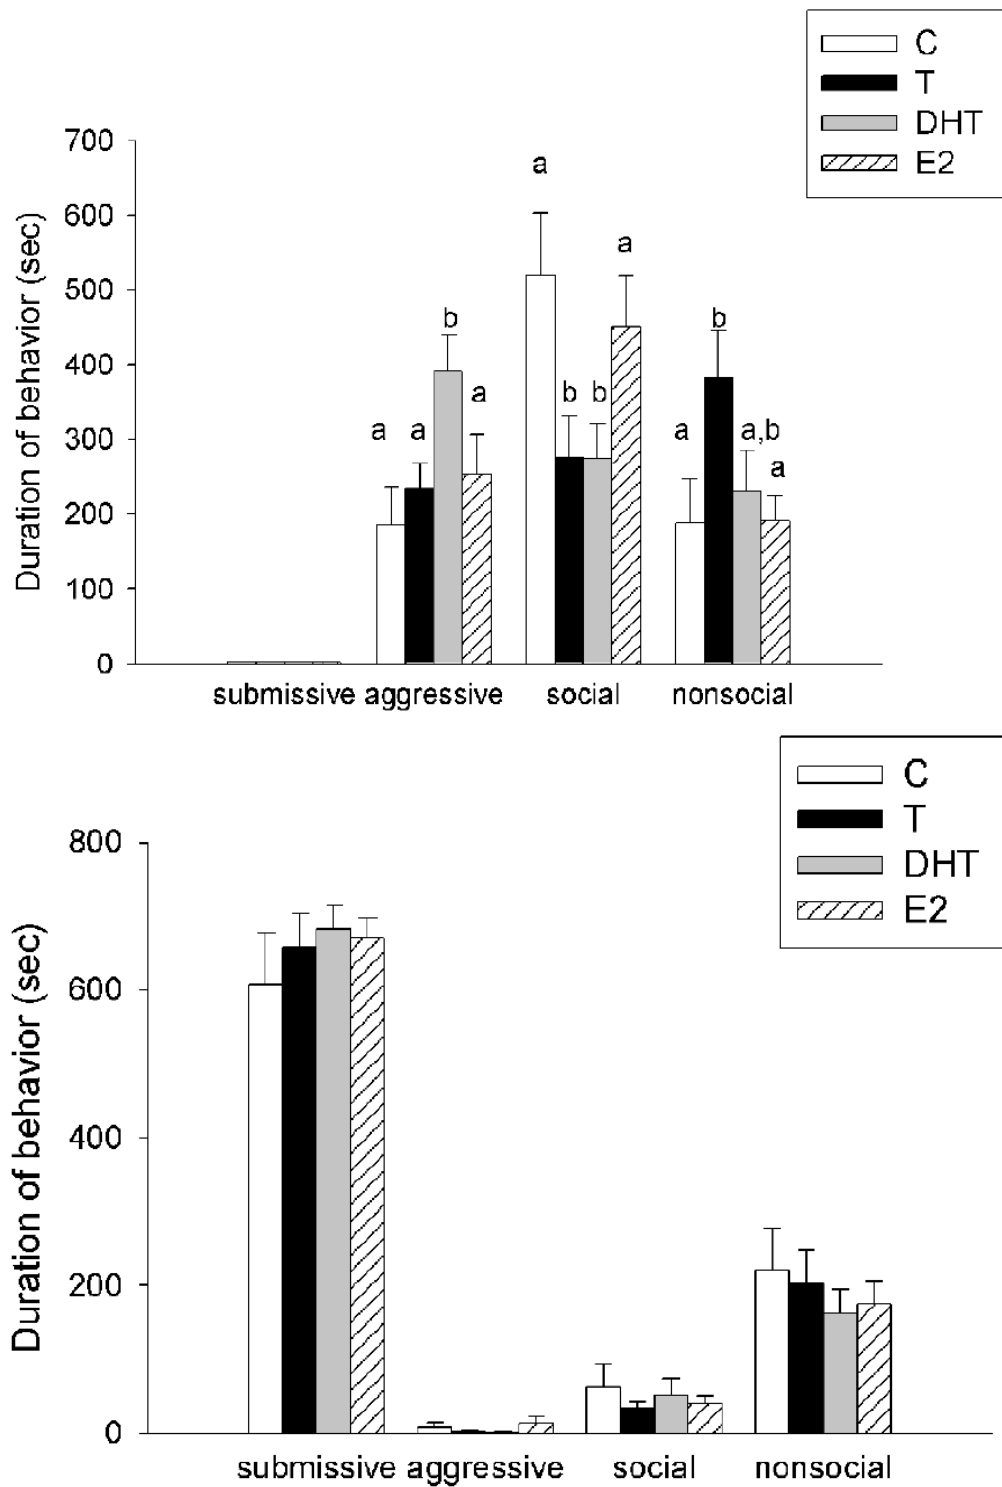 C
T
DHT
E2
Duration of behavior (sec)
700
600
500
400
300
200
100
0
a
a
b
a
a
b
b
a
a
b
a,b
a
submissive aggressive social nonsocial
C
T
DHT
E2
Duration of behavior (sec)
800
600
400
200
0
submissive aggressive social nonsocial